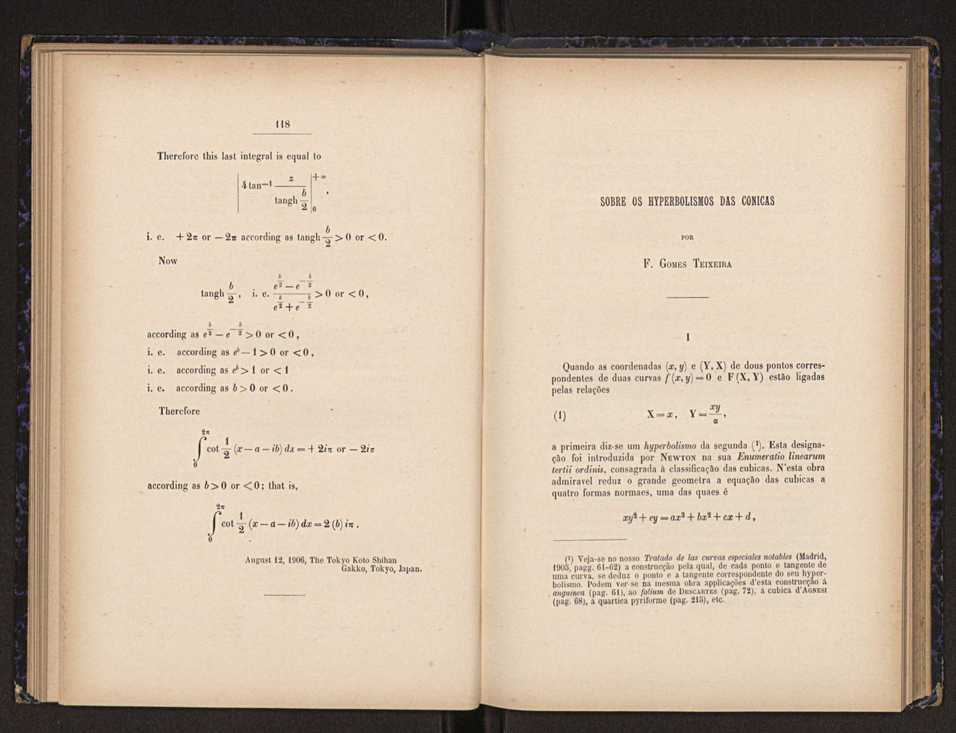 118
Therefore this last integral is equal to
| 4 tan⁻¹ z / tangh b/2 |₀⁺∞ ,
i. e. + 2π or — 2π according as tangh b/2 > 0 or < 0.
Now
tangh b/2 , i. e. (e^{b/2} — e^{-b/2}) / (e^{b/2} + e^{-b/2}) > 0 or < 0 ,
according as e^{b/2} — e^{-b/2} > 0 or < 0 ,
i. e. according as eᵇ — 1 > 0 or < 0 ,
i. e. according as eᵇ > 1 or < 1
i. e. according as b > 0 or < 0 .
Therefore
∫₀^{2π} cot 1/2 (x — a — ib) dx = + 2iπ or — 2iπ
according as b > 0 or < 0; that is,
∫₀^{2π} cot 1/2 (x — a — ib) dx = 2 (b) iπ .
August 12, 1906, The Tokyo Koto Shihan
Gakko, Tokyo, Japan.
SOBRE OS HYPERBOLISMOS DAS CONICAS
POR
F. GOMES TEIXEIRA
I
Quando as coordenadas (x, y) e (Y, X) de dous pontos corres-
pondentes de duas curvas f (x, y) = 0 e F (X, Y) estão ligadas
pelas relações
(1) X = x, Y = xy/a ,
a primeira diz-se um hyperbolismo da segunda (¹). Esta designa-
ção foi introduzida por NEWTON na sua Enumeratio linearum
tertii ordinis, consagrada á classificação das cubicas. N'esta obra
admiravel reduz o grande geometra a equação das cubicas a
quatro formas normaes, uma das quaes é
xy² + ey = ax³ + bx² + cx + d ,
(¹) Veja-se no nosso Tratado de las curvas especiales notables (Madrid,
1905, pagg. 61-62) a construcção pela qual, de cada ponto e tangente de
uma curva, se deduz o ponto e a tangente correspondente do seu hyper-
bolismo. Podem ver-se na mesma obra applicações d'esta construcção á
anguinea (pag. 61), ao folium de DESCARTES (pag. 72), á cubica d'AGNESI
(pag. 68), á quartica pyriforme (pag. 215), etc.